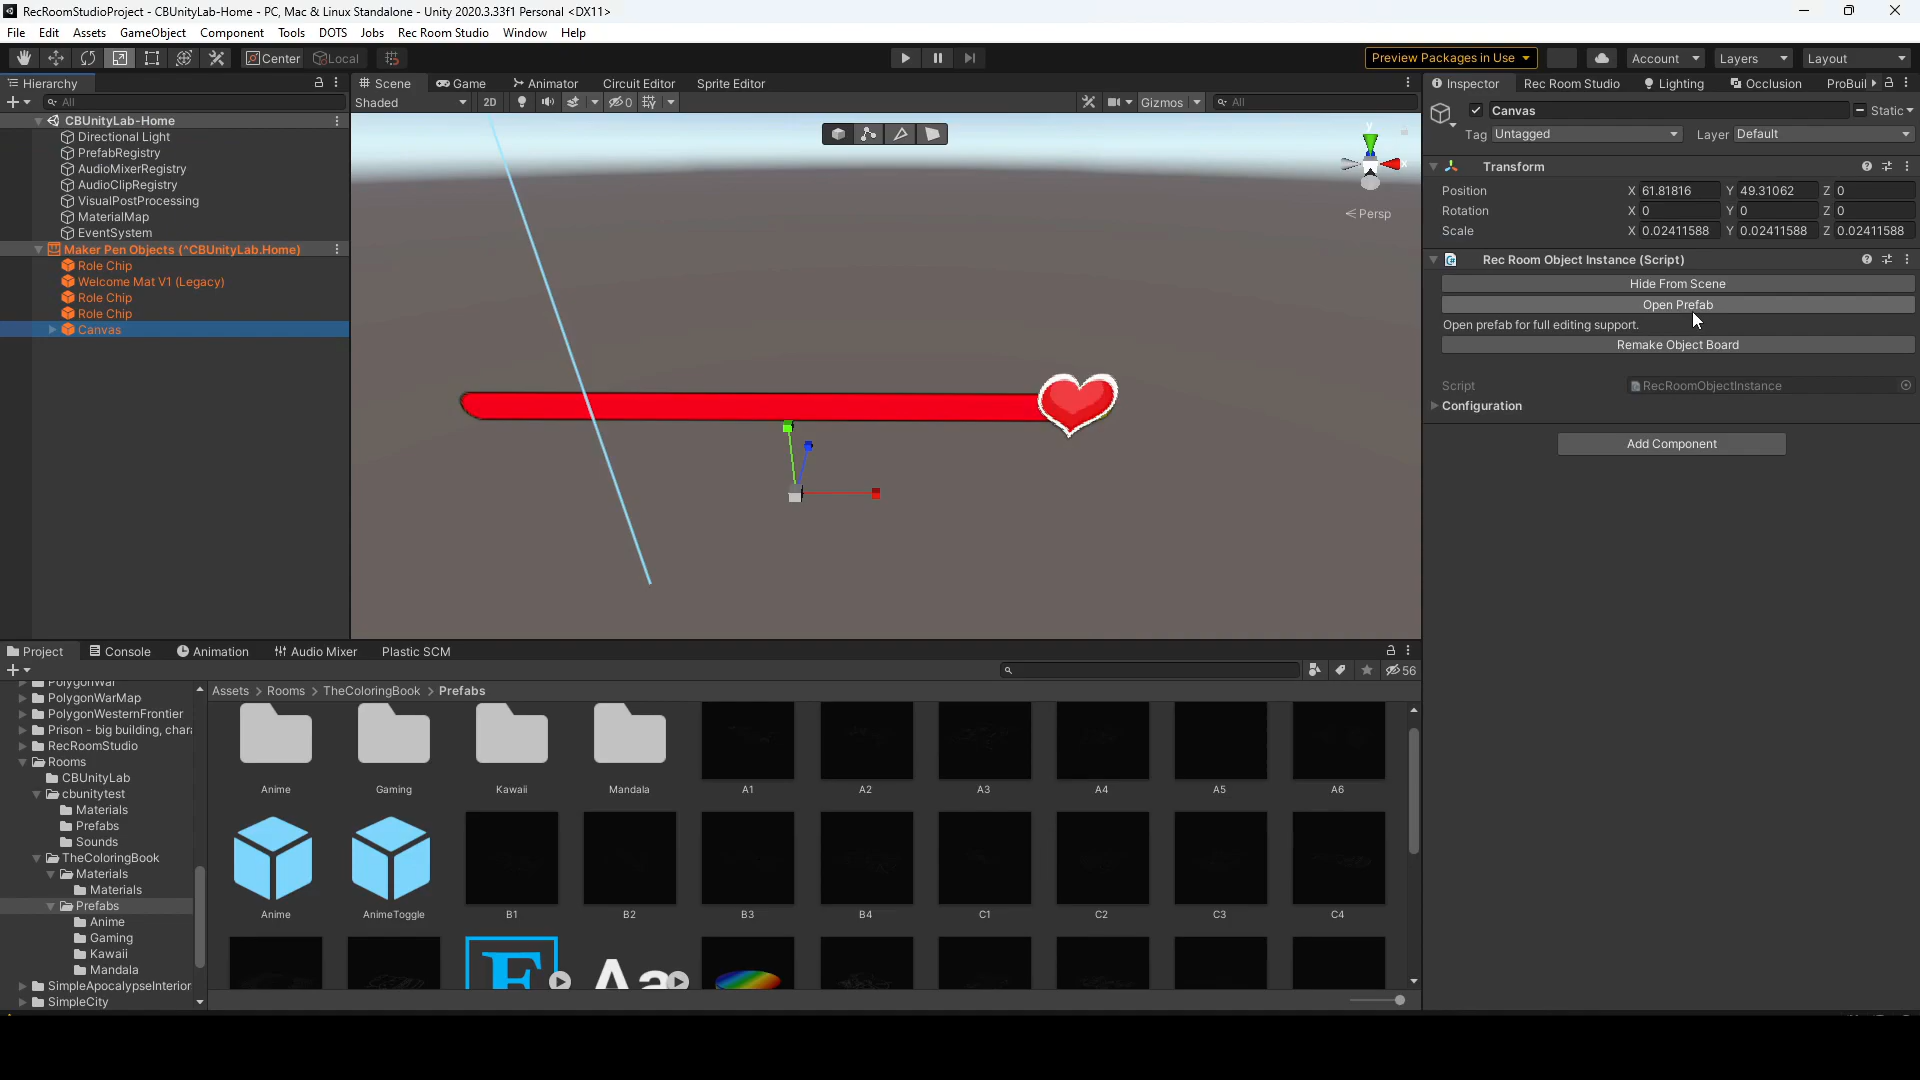 RecRoomStudioProject - CBUnityLab-Home - PC, Mac & Linux Standalone - Unity 2020.3.33f1 Personal <DX11>
File Edit Assets GameObject Component Tools DOTS Jobs Rec Room Studio Window Help
Center Local Preview Packages in Use Account Layers Layout
Hierarchy Scene Game Animator Circuit Editor Sprite Editor Inspector Rec Room Studio Lighting Occlusion ProBuil
All Shaded 2D 0 Gizmos All
Canvas Static
CBUnityLab-Home
Directional Light
PrefabRegistry
AudioMixerRegistry
AudioClipRegistry
VisualPostProcessing
MaterialMap
EventSystem
Maker Pen Objects (^CBUnityLab.Home)
Role Chip
Welcome Mat V1 (Legacy)
Role Chip
Role Chip
Canvas
y
x
Persp
Tag Untagged Layer Default
Transform
Position X 61.81816 Y 49.31062 Z 0
Rotation X 0 Y 0 Z 0
Scale X 0.02411588 Y 0.02411588 Z 0.02411588
Rec Room Object Instance (Script)
Hide From Scene
Open Prefab
Open prefab for full editing support.
Remake Object Board
Script RecRoomObjectInstance
Configuration
Add Component
Project Console Animation Audio Mixer Plastic SCM
56
Assets > Rooms > TheColoringBook > Prefabs
PolygonWar
PolygonWarMap
PolygonWesternFrontier
Prison - big building, chara
RecRoomStudio
Rooms
CBUnityLab
cbunitytest
Materials
Prefabs
Sounds
TheColoringBook
Materials
Materials
Prefabs
Anime
Gaming
Kawaii
Mandala
SimpleApocalypseInterior
SimpleCity
Anime Gaming Kawaii Mandala A1 A2 A3 A4 A5 A6
Anime AnimeToggle B1 B2 B3 B4 C1 C2 C3 C4
F Aa